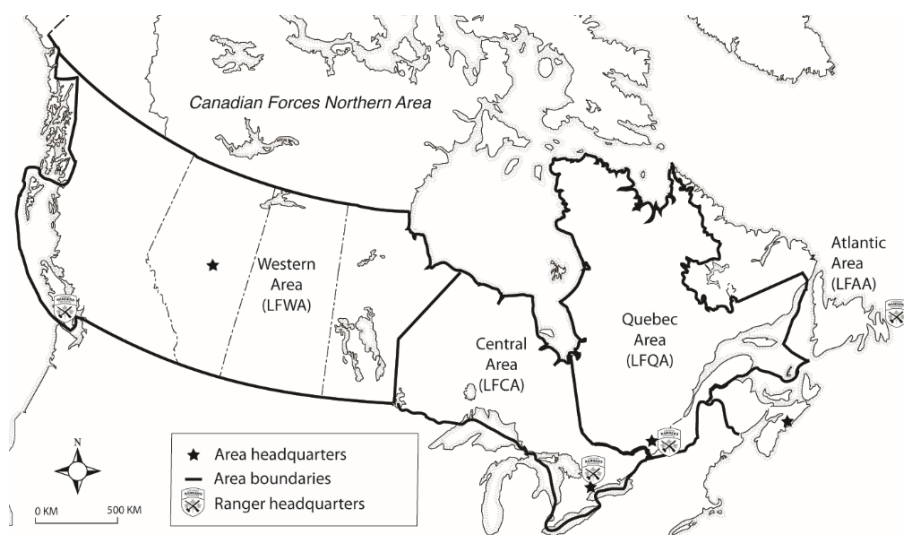 Canadian Forces Northern Area
Western
Area
(LFWA)
Central
Area
(LFCA)
Quebec
Area
(LFQA)
Atlantic
Area
(LFAA)
N
0 KM 500 KM
Area headquarters
Area boundaries
Ranger headquarters